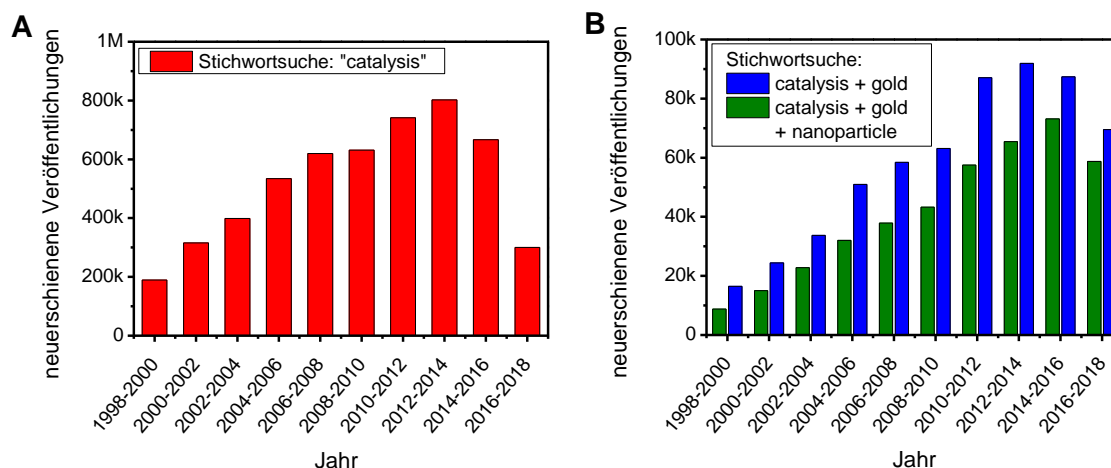 A
neuerschienene Veröffentlichungen
1M
800k
600k
400k
200k
0
Stichwortsuche: "catalysis"
1998-2000
2000-2002
2002-2004
2004-2006
2006-2008
2008-2010
2010-2012
2012-2014
2014-2016
2016-2018
Jahr
B
neuerschienene Veröffentlichungen
100k
80k
60k
40k
20k
0
Stichwortsuche:
catalysis + gold
catalysis + gold
+ nanoparticle
1998-2000
2000-2002
2002-2004
2004-2006
2006-2008
2008-2010
2010-2012
2012-2014
2014-2016
2016-2018
Jahr